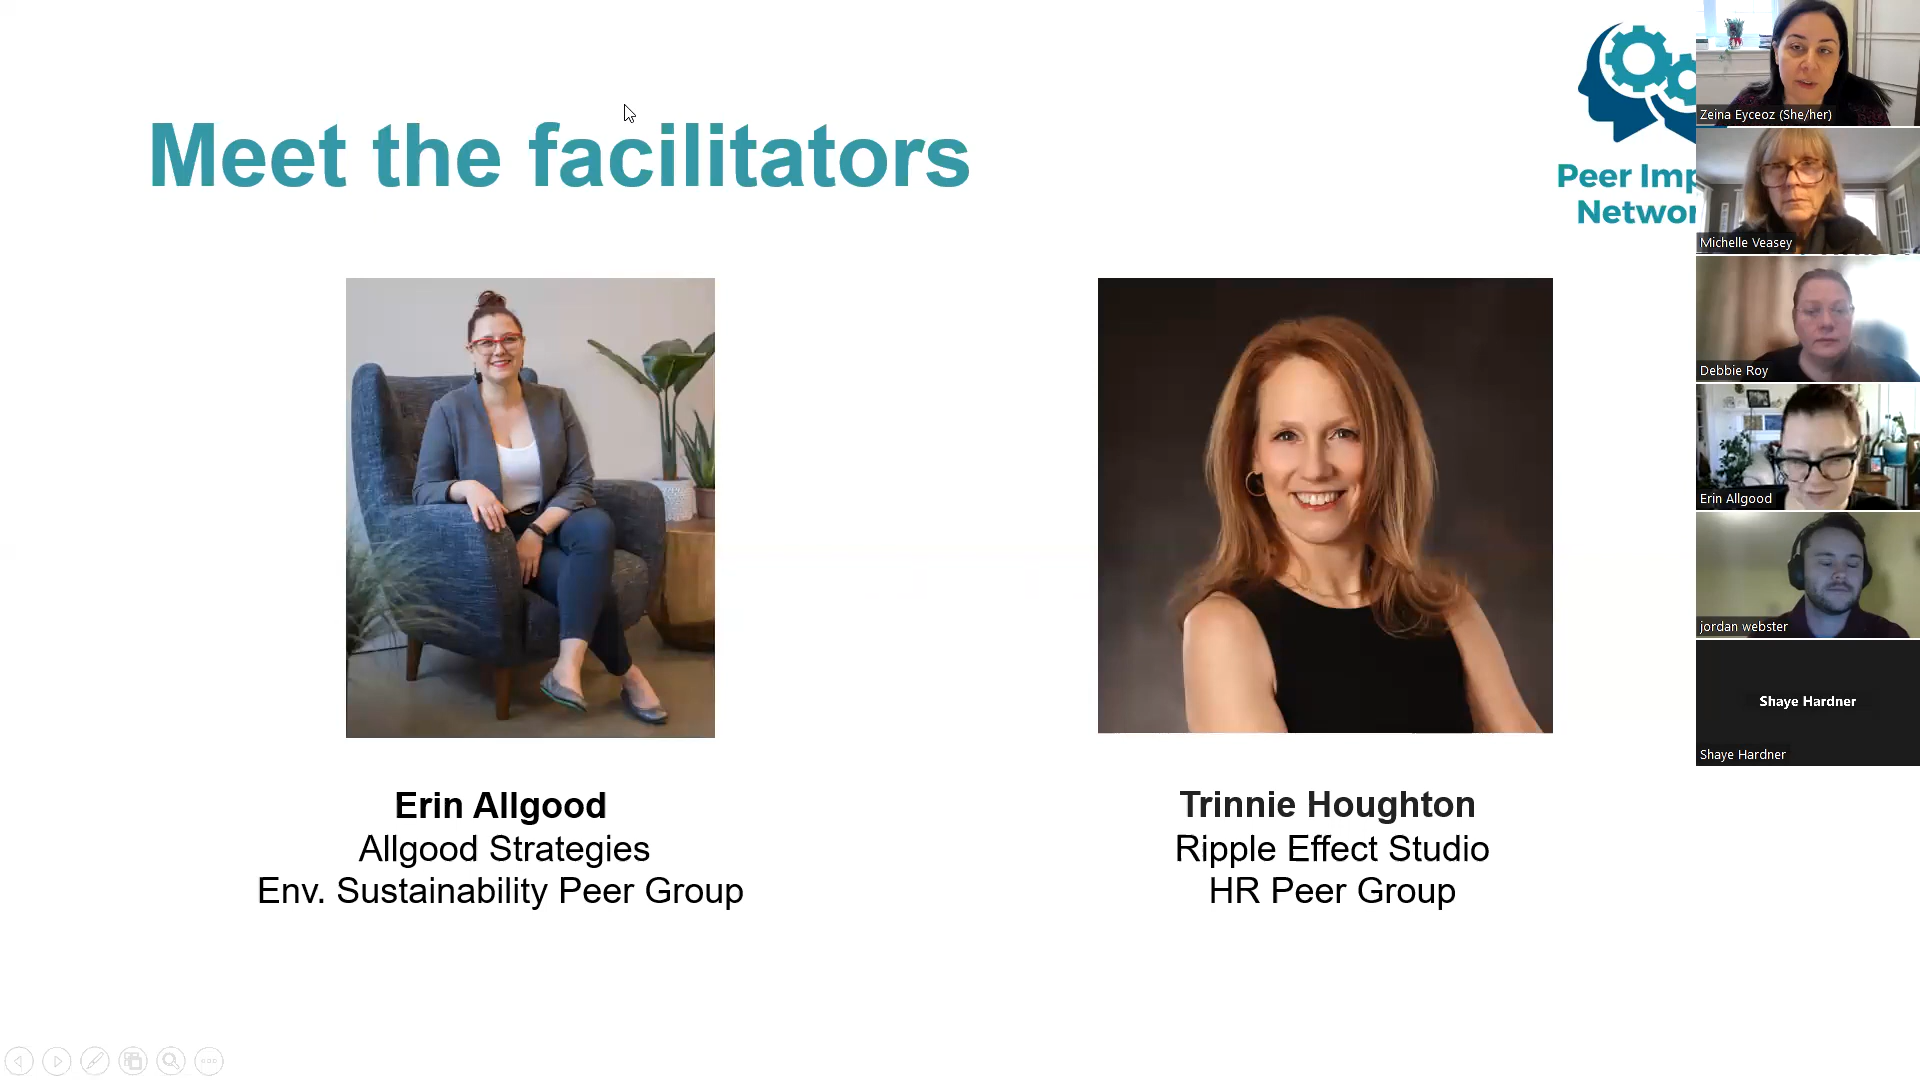 Meet the facilitators
Peer Imp
Networ
Erin Allgood
Allgood Strategies
Env. Sustainability Peer Group
Trinnie Houghton
Ripple Effect Studio
HR Peer Group
Zeina Eyceoz (She/her)
Michelle Veasey
Debbie Roy
Erin Allgood
jordan webster
Shaye Hardner
Shaye Hardner